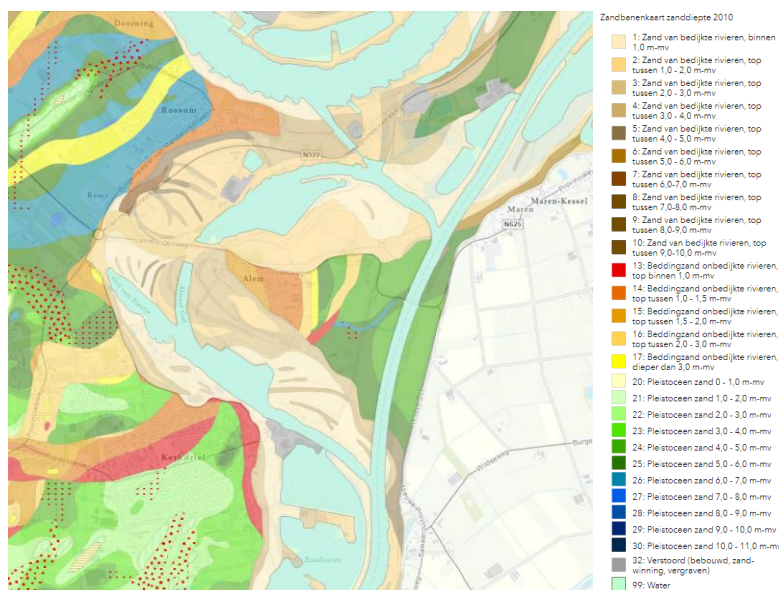 Zandbanenkaart zanddiepte 2010
1: Zand van bedijkte rivieren, binnen
1,0 m-mv
2: Zand van bedijkte rivieren, top
tussen 1,0 - 2,0 m-mv
3: Zand van bedijkte rivieren, top
tussen 2,0 - 3,0 m-mv
4: Zand van bedijkte rivieren, top
tussen 3,0 - 4,0 m-mv
5: Zand van bedijkte rivieren, top
tussen 4,0 - 5,0 m-mv
6: Zand van bedijkte rivieren, top
tussen 5,0 - 6,0 m-mv
7: Zand van bedijkte rivieren, top
tussen 6,0-7,0 m-mv
8: Zand van bedijkte rivieren, top
tussen 7,0-8,0 m-mv
9: Zand van bedijkte rivieren, top
tussen 8,0-9,0 m-mv
10: Zand van bedijkte rivieren, top
tussen 9,0-10,0 m-mv
13: Beddingzand onbedijkte rivieren,
top binnen 1,0 m-mv
14: Beddingzand onbedijkte rivieren,
top tussen 1,0 - 1,5 m-mv
15: Beddingzand onbedijkte rivieren,
top tussen 1,5 - 2,0 m-mv
16: Beddingzand onbedijkte rivieren,
top tussen 2,0 - 3,0 m-mv
17: Beddingzand onbedijkte rivieren,
dieper dan 3,0 m-mv
20: Pleistoceen zand 0 - 1,0 m-mv
21: Pleistoceen zand 1,0 - 2,0 m-mv
22: Pleistoceen zand 2,0 - 3,0 m-mv
23: Pleistoceen zand 3,0 - 4,0 m-mv
24: Pleistoceen zand 4,0 - 5,0 m-mv
25: Pleistoceen zand 5,0 - 6,0 m-mv
26: Pleistoceen zand 6,0 - 7,0 m-mv
27: Pleistoceen zand 7,0 - 8,0 m-mv
28: Pleistoceen zand 8,0 - 9,0 m-mv
29: Pleistoceen zand 9,0 - 10,0 m-mv
30: Pleistoceen zand 10,0 - 11,0 m-mv
32: Verstoord (bebouwd, zand-
winning, vergraven)
99: Water
Rossum
N322
Maren-Kessel
Maren
N625
Alem
Kerkdriel
Wildseweg
Zandmeren